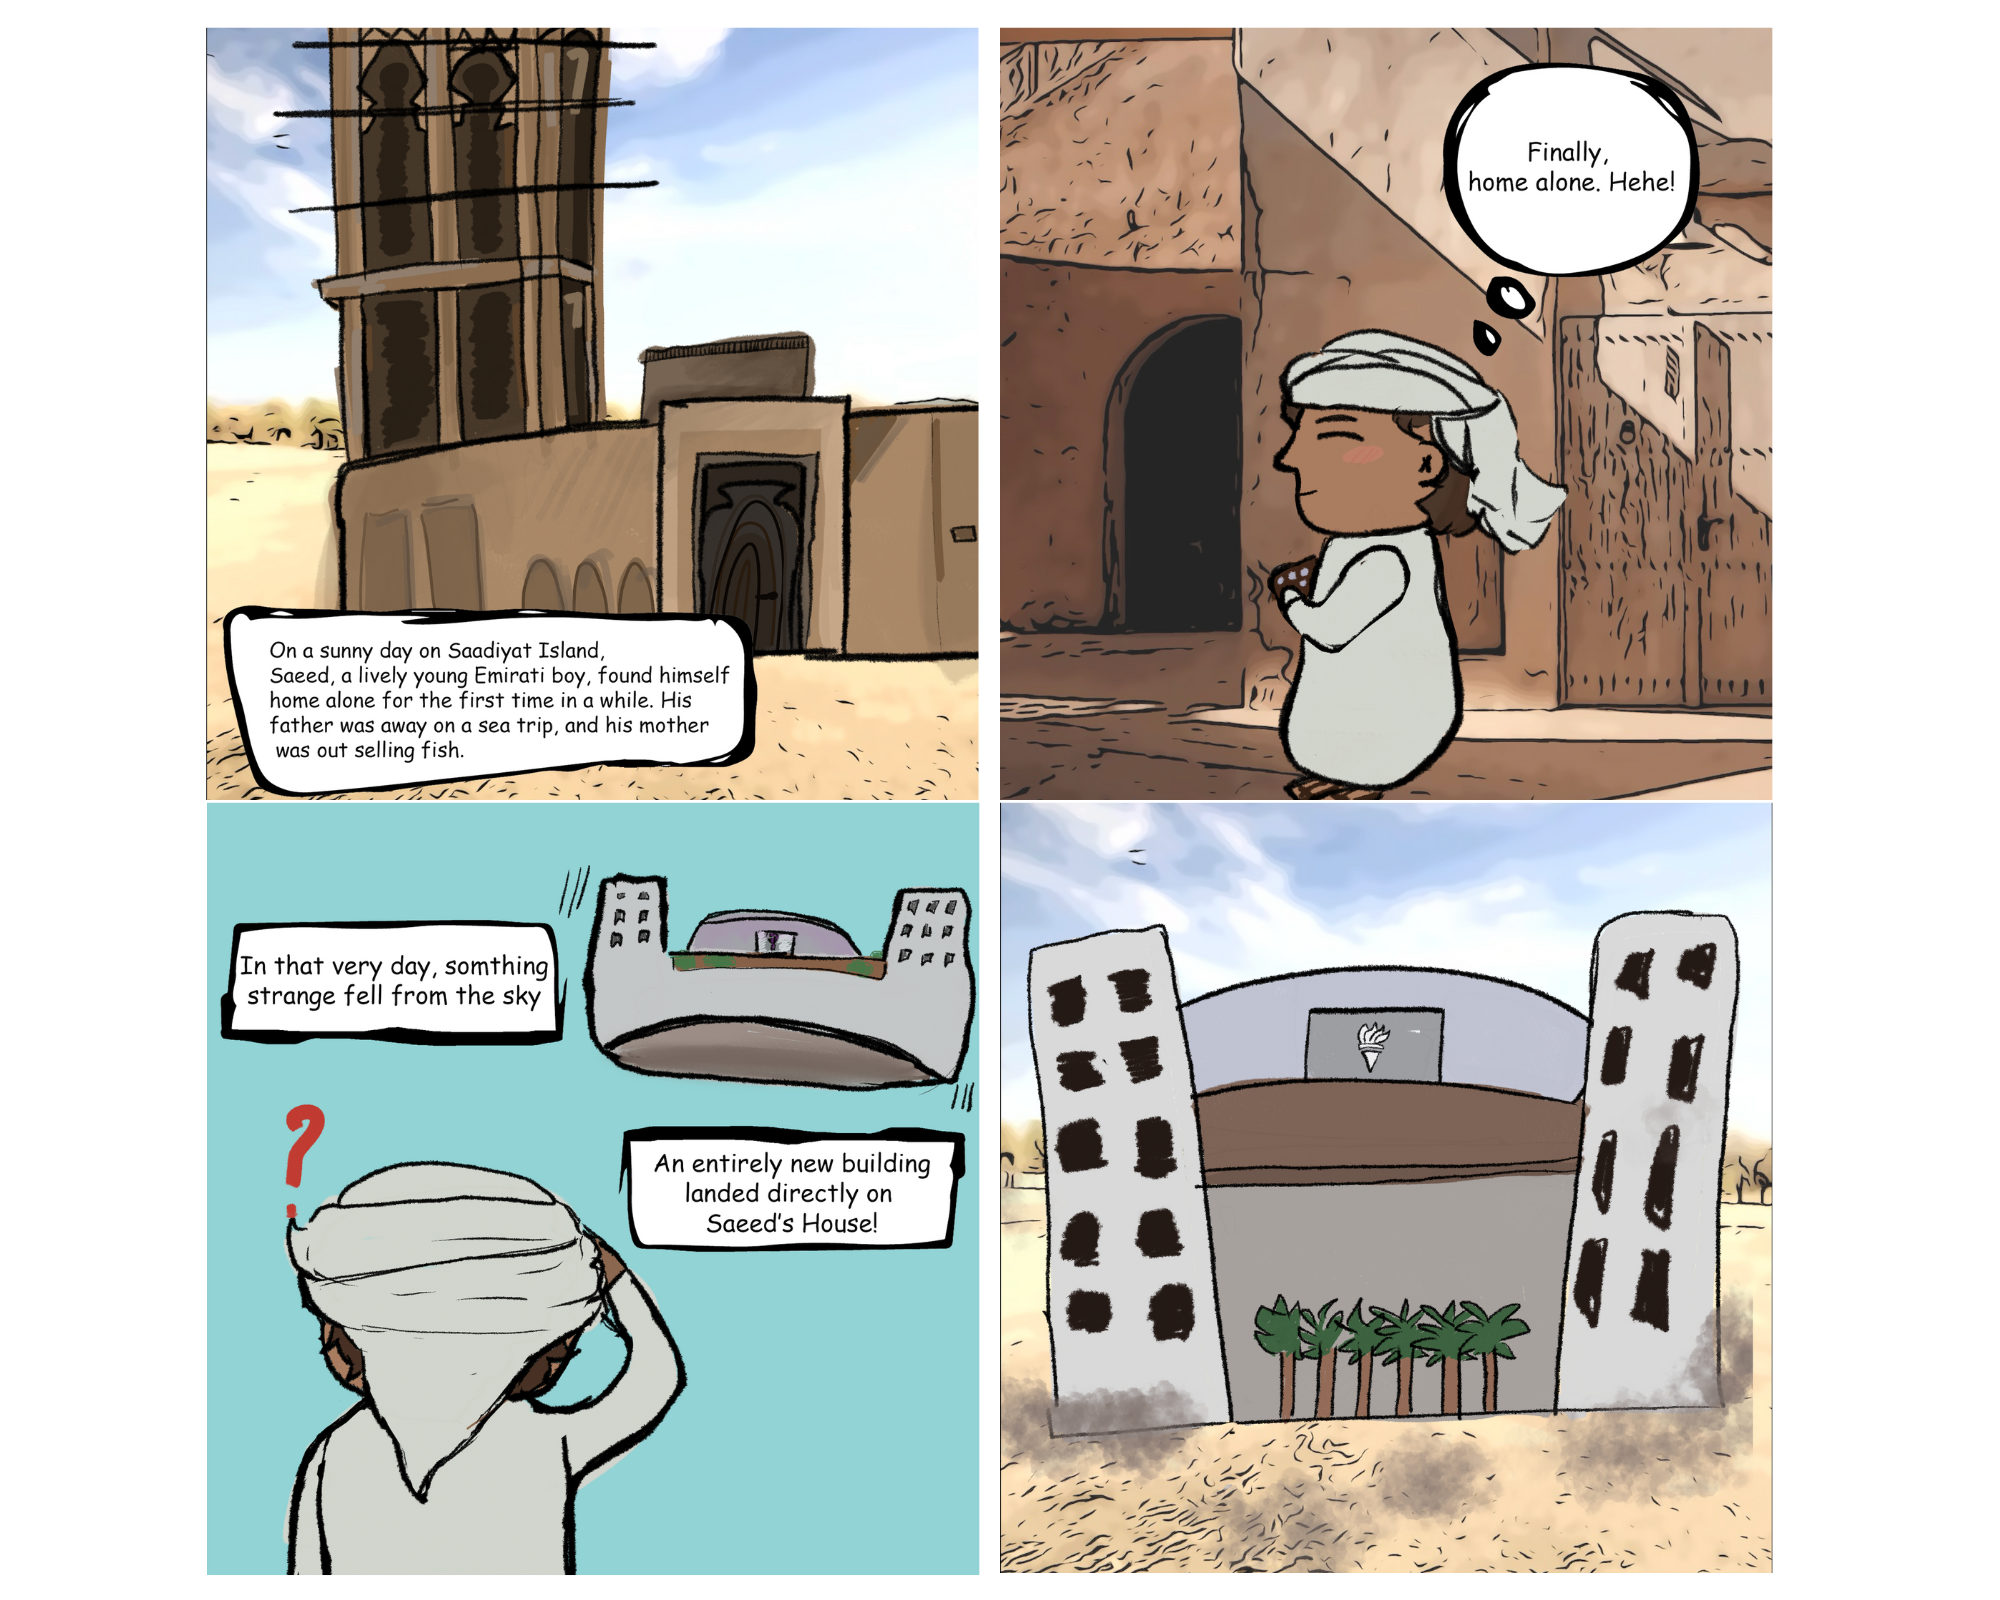 On a sunny day on Saadiyat Island,
Saeed, a lively young Emirati boy, found himself
home alone for the first time in a while. His
father was away on a sea trip, and his mother
was out selling fish.
Finally,
home alone. Hehe!
In that very day, somthing
strange fell from the sky
?
An entirely new building
landed directly on
Saeed's House!